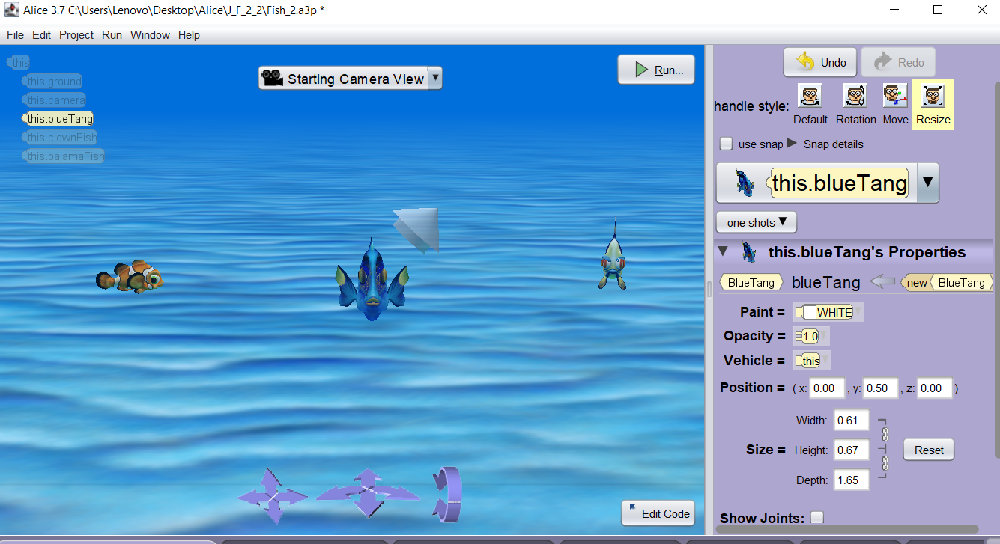 Alice 3.7 C:\Users\Lenovo\Desktop\Alice\J_F_2_2\Fish_2.a3p *
File Edit Project Run Window Help
this
this.ground
this.camera
this.blueTang
this.clownFish
this.pajamaFish
Starting Camera View
Run...
Edit Code
Undo Redo
handle style: Default Rotation Move Resize
use snap Snap details
this.blueTang
one shots
this.blueTang's Properties
BlueTang blueTang new BlueTang
Paint = WHITE
Opacity = 1.0
Vehicle = this
Position = ( x: 0.00 , y: 0.50 , z: 0.00 )
Width: 0.61
Size = Height: 0.67 Reset
Depth: 1.65
Show Joints: